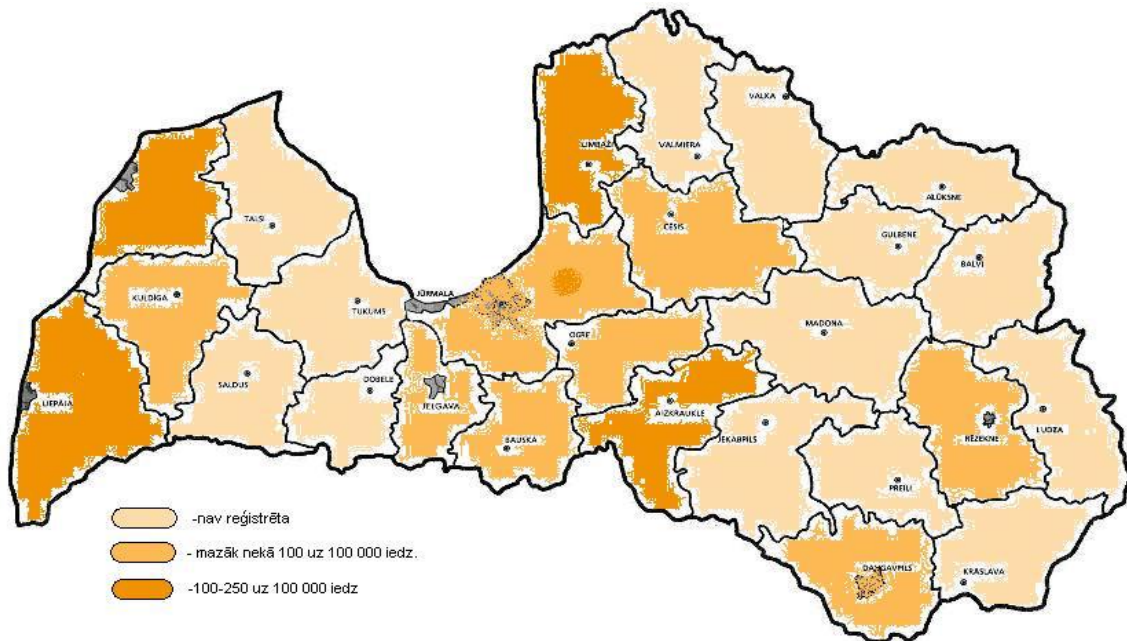 VALKA
LIMBAŽI
VALMIERA
ALŪKSNE
TALSI
CĒSIS
GULBENE
BALVI
KULDĪGA
JŪRMALA
TUKUMS
OGRE
MADONA
SALDUS
DOBELE
LIEPĀJA
JELGAVA
AIZKRAUKLE
JĒKABPILS
RĒZEKNE
LUDZA
BAUSKA
PREIĻI
-nav reģistrēta
- mazāk nekā 100 uz 100 000 iedz.
DAUGAVPILS
KRĀSLAVA
-100-250 uz 100 000 iedz